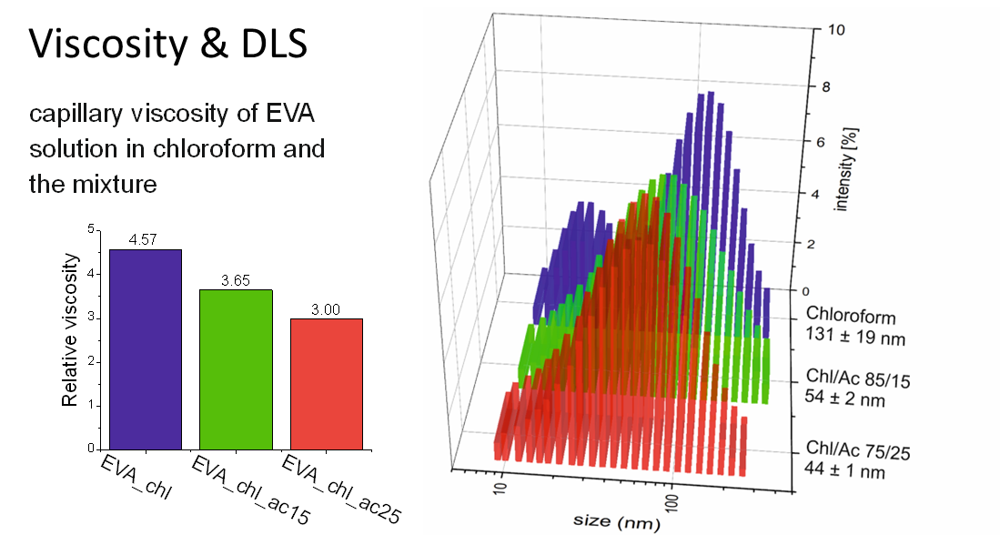 Viscosity & DLS
capillary viscosity of EVA
solution in chloroform and
the mixture
Relative viscosity
5
4
3
2
1
0
4.57
3.65
3.00
EVA_chl
EVA_chl_ac15
EVA_chl_ac25
10
8
6
4
2
0
intensity [%]
Chloroform
131 ± 19 nm
Chl/Ac 85/15
54 ± 2 nm
Chl/Ac 75/25
44 ± 1 nm
10
100
size (nm)